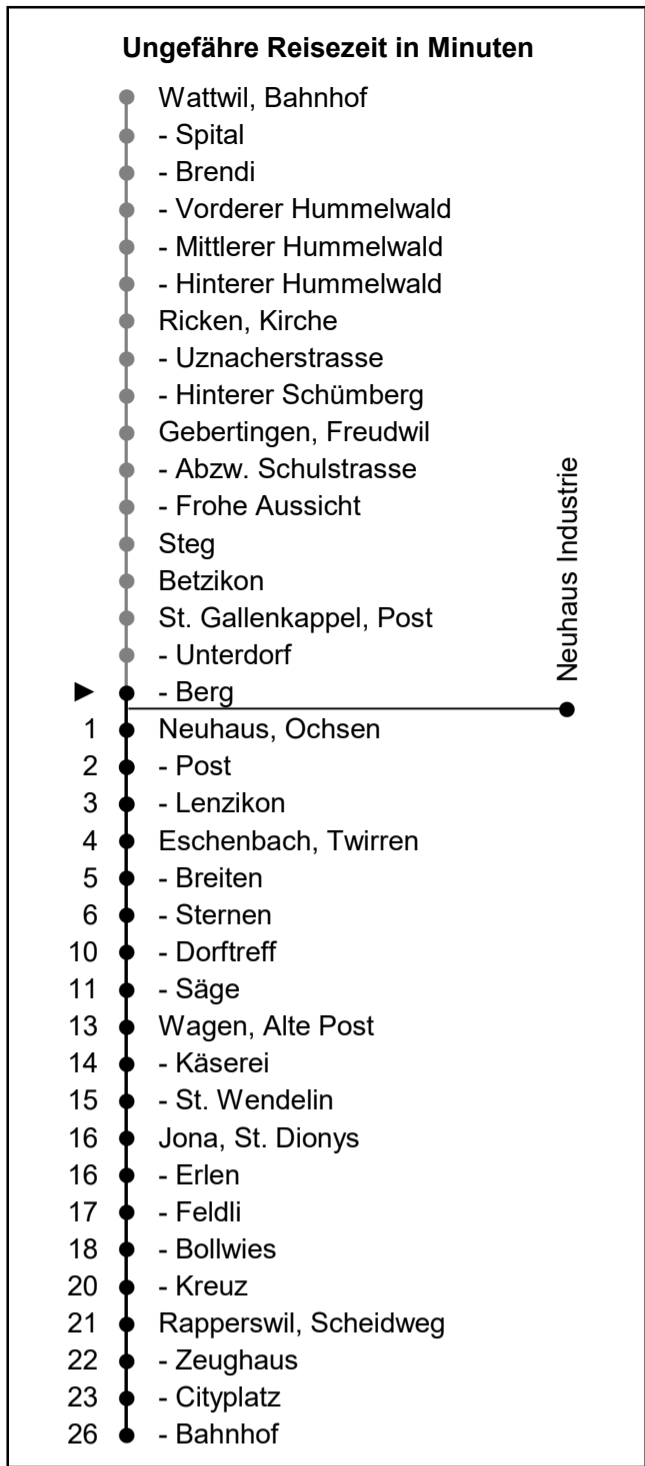 Ungefähre Reisezeit in Minuten
Wattwil, Bahnhof
- Spital
- Brendi
- Vorderer Hummelwald
- Mittlerer Hummelwald
- Hinterer Hummelwald
Ricken, Kirche
- Uznacherstrasse
- Hinterer Schümberg
Gebertingen, Freudwil
- Abzw. Schulstrasse
- Frohe Aussicht
Steg
Betzikon
St. Gallenkappel, Post
- Unterdorf
- Berg
Neuhaus Industrie
1 Neuhaus, Ochsen
2 - Post
3 - Lenzikon
4 Eschenbach, Twirren
5 - Breiten
6 - Sternen
10 - Dorftreff
11 - Säge
13 Wagen, Alte Post
14 - Käserei
15 - St. Wendelin
16 Jona, St. Dionys
16 - Erlen
17 - Feldli
18 - Bollwies
20 - Kreuz
21 Rapperswil, Scheidweg
22 - Zeughaus
23 - Cityplatz
26 - Bahnhof